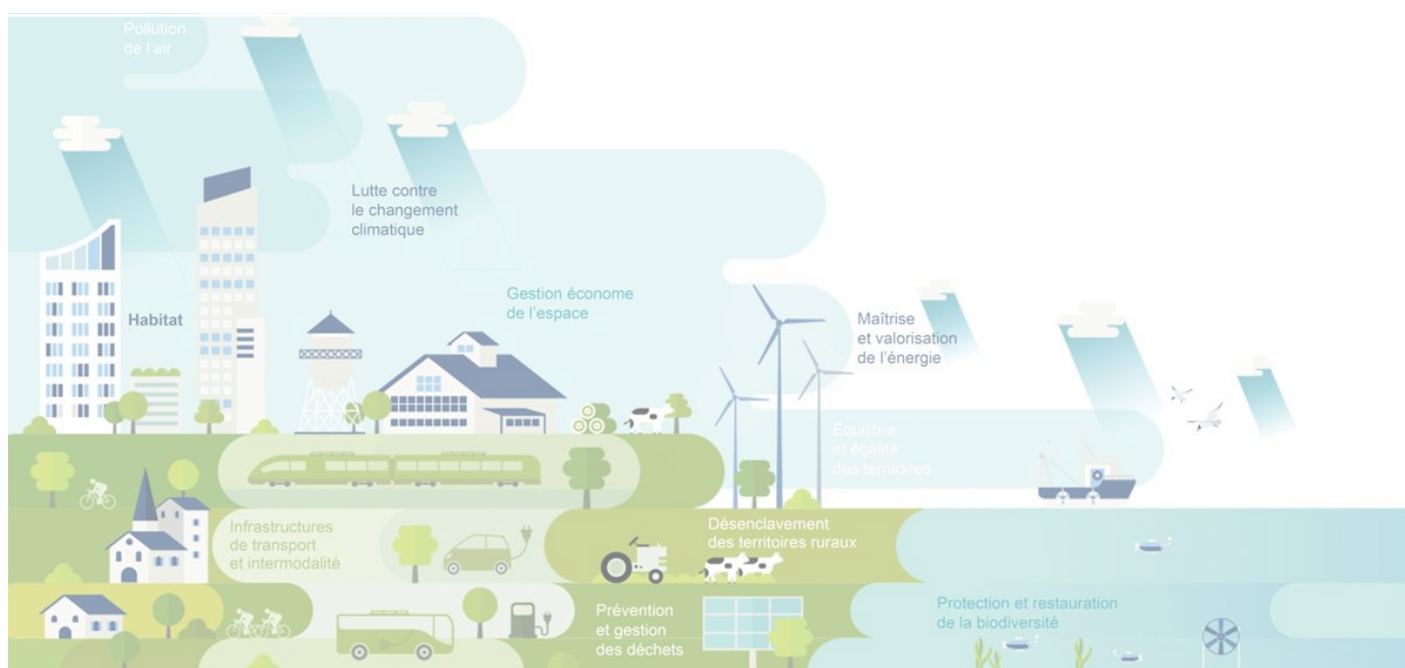 Pollution
de l'air
Lutte contre
le changement
climatique
Gestion économe
de l'espace
Habitat
Maîtrise
et valorisation
de l'énergie
Equilibre
et égalité
des territoires
Infrastructures
de transport
et intermodalité
Désenclavement
des territoires ruraux
Prévention
et gestion
des déchets
Protection et restauration
de la biodiversité